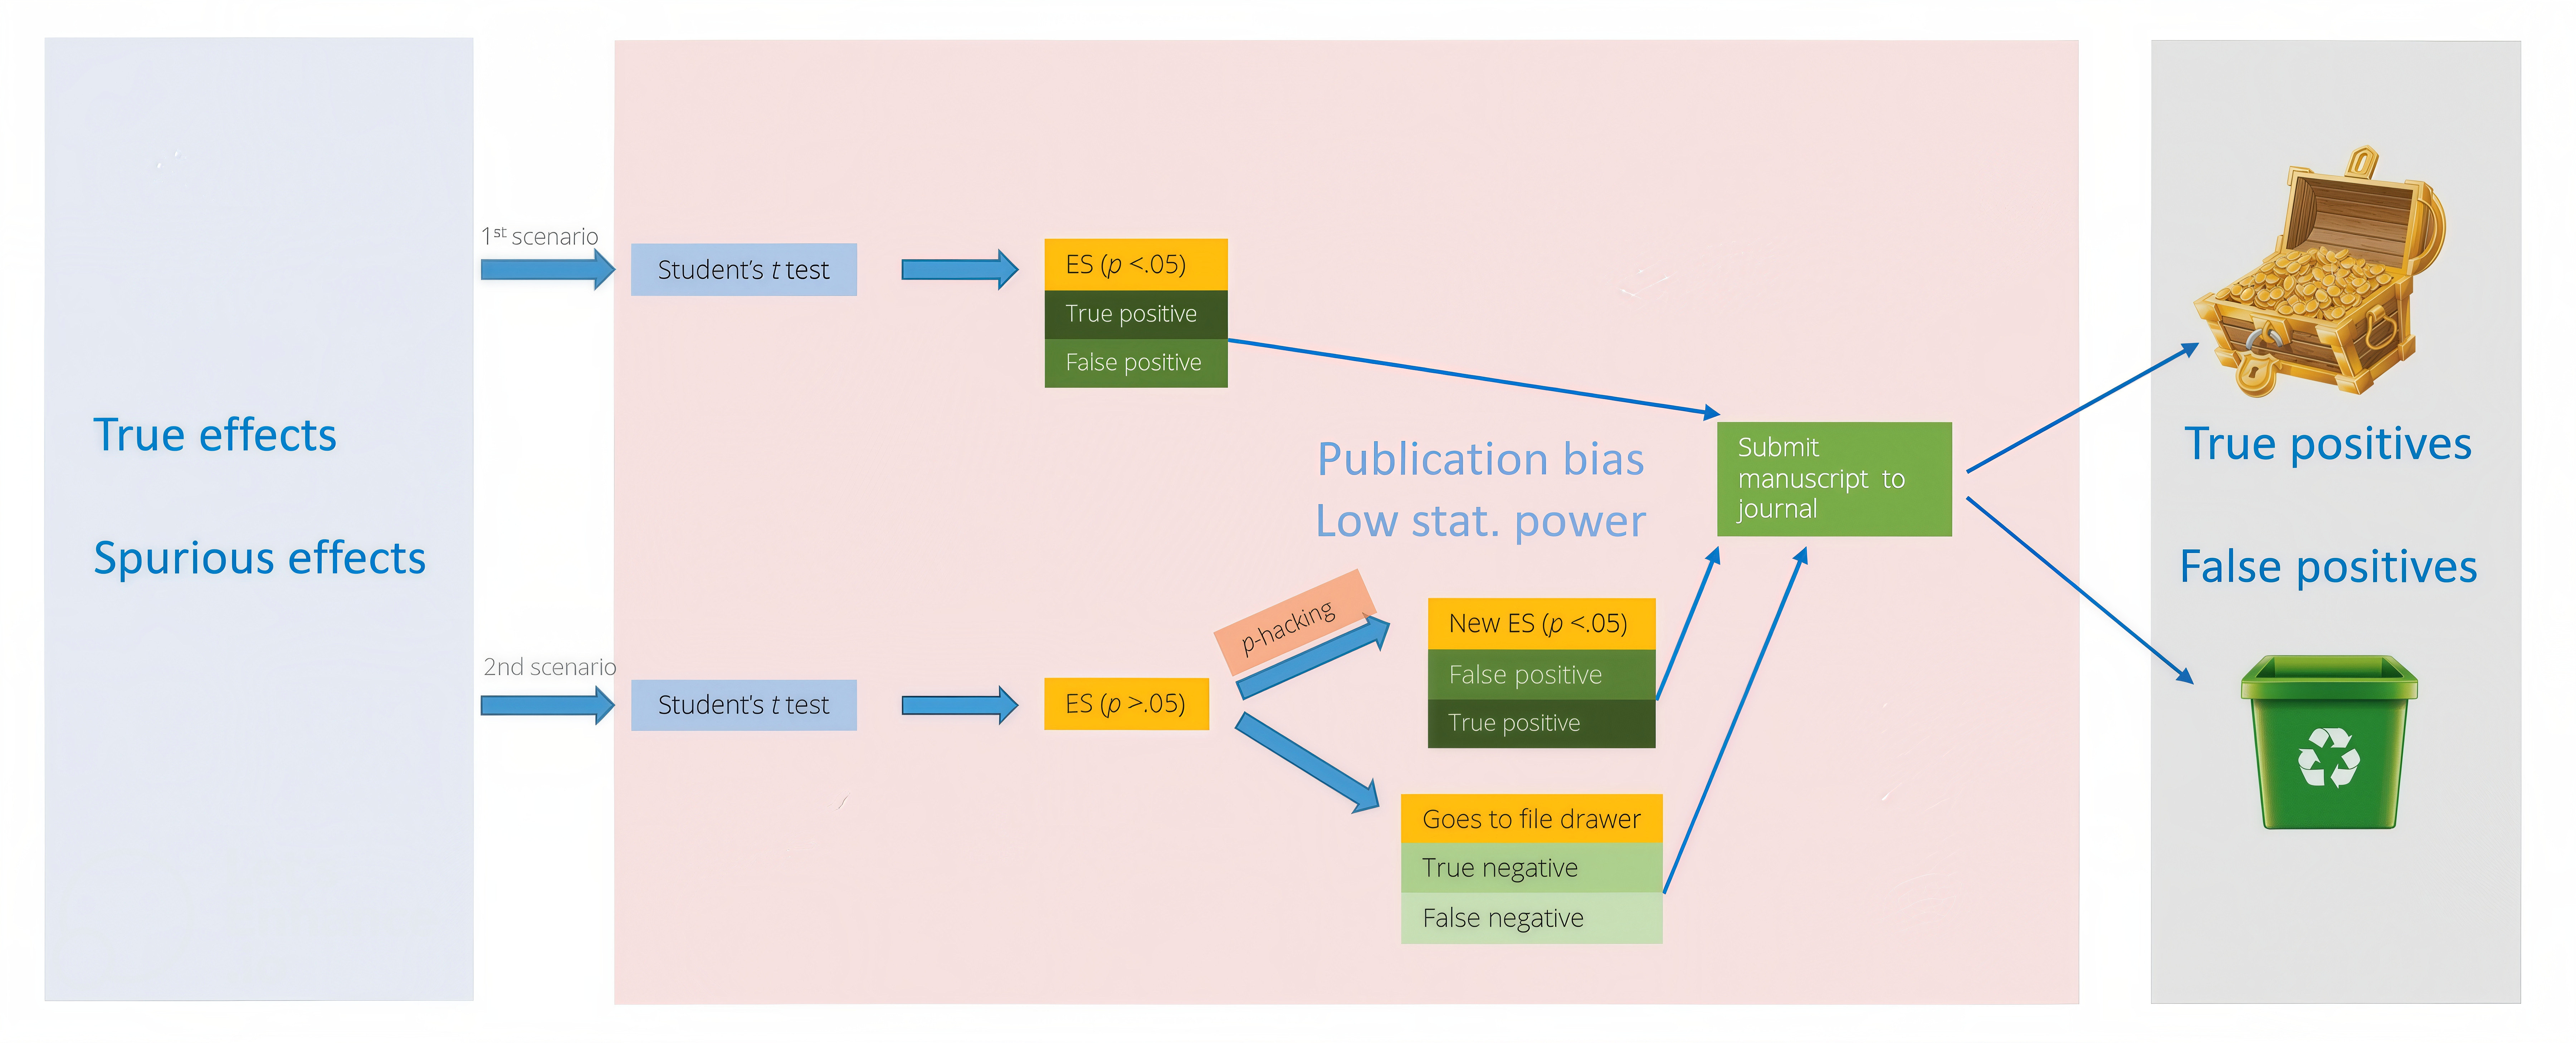 True effects
Spurious effects
1st scenario
Student's t test
ES (p <.05)
True positive
False positive
Publication bias
Low stat. power
Submit
manuscript to
journal
2nd scenario
Student's t test
ES (p >.05)
p-hacking
New ES (p <.05)
False positive
True positive
Goes to file drawer
True negative
False negative
True positives
False positives